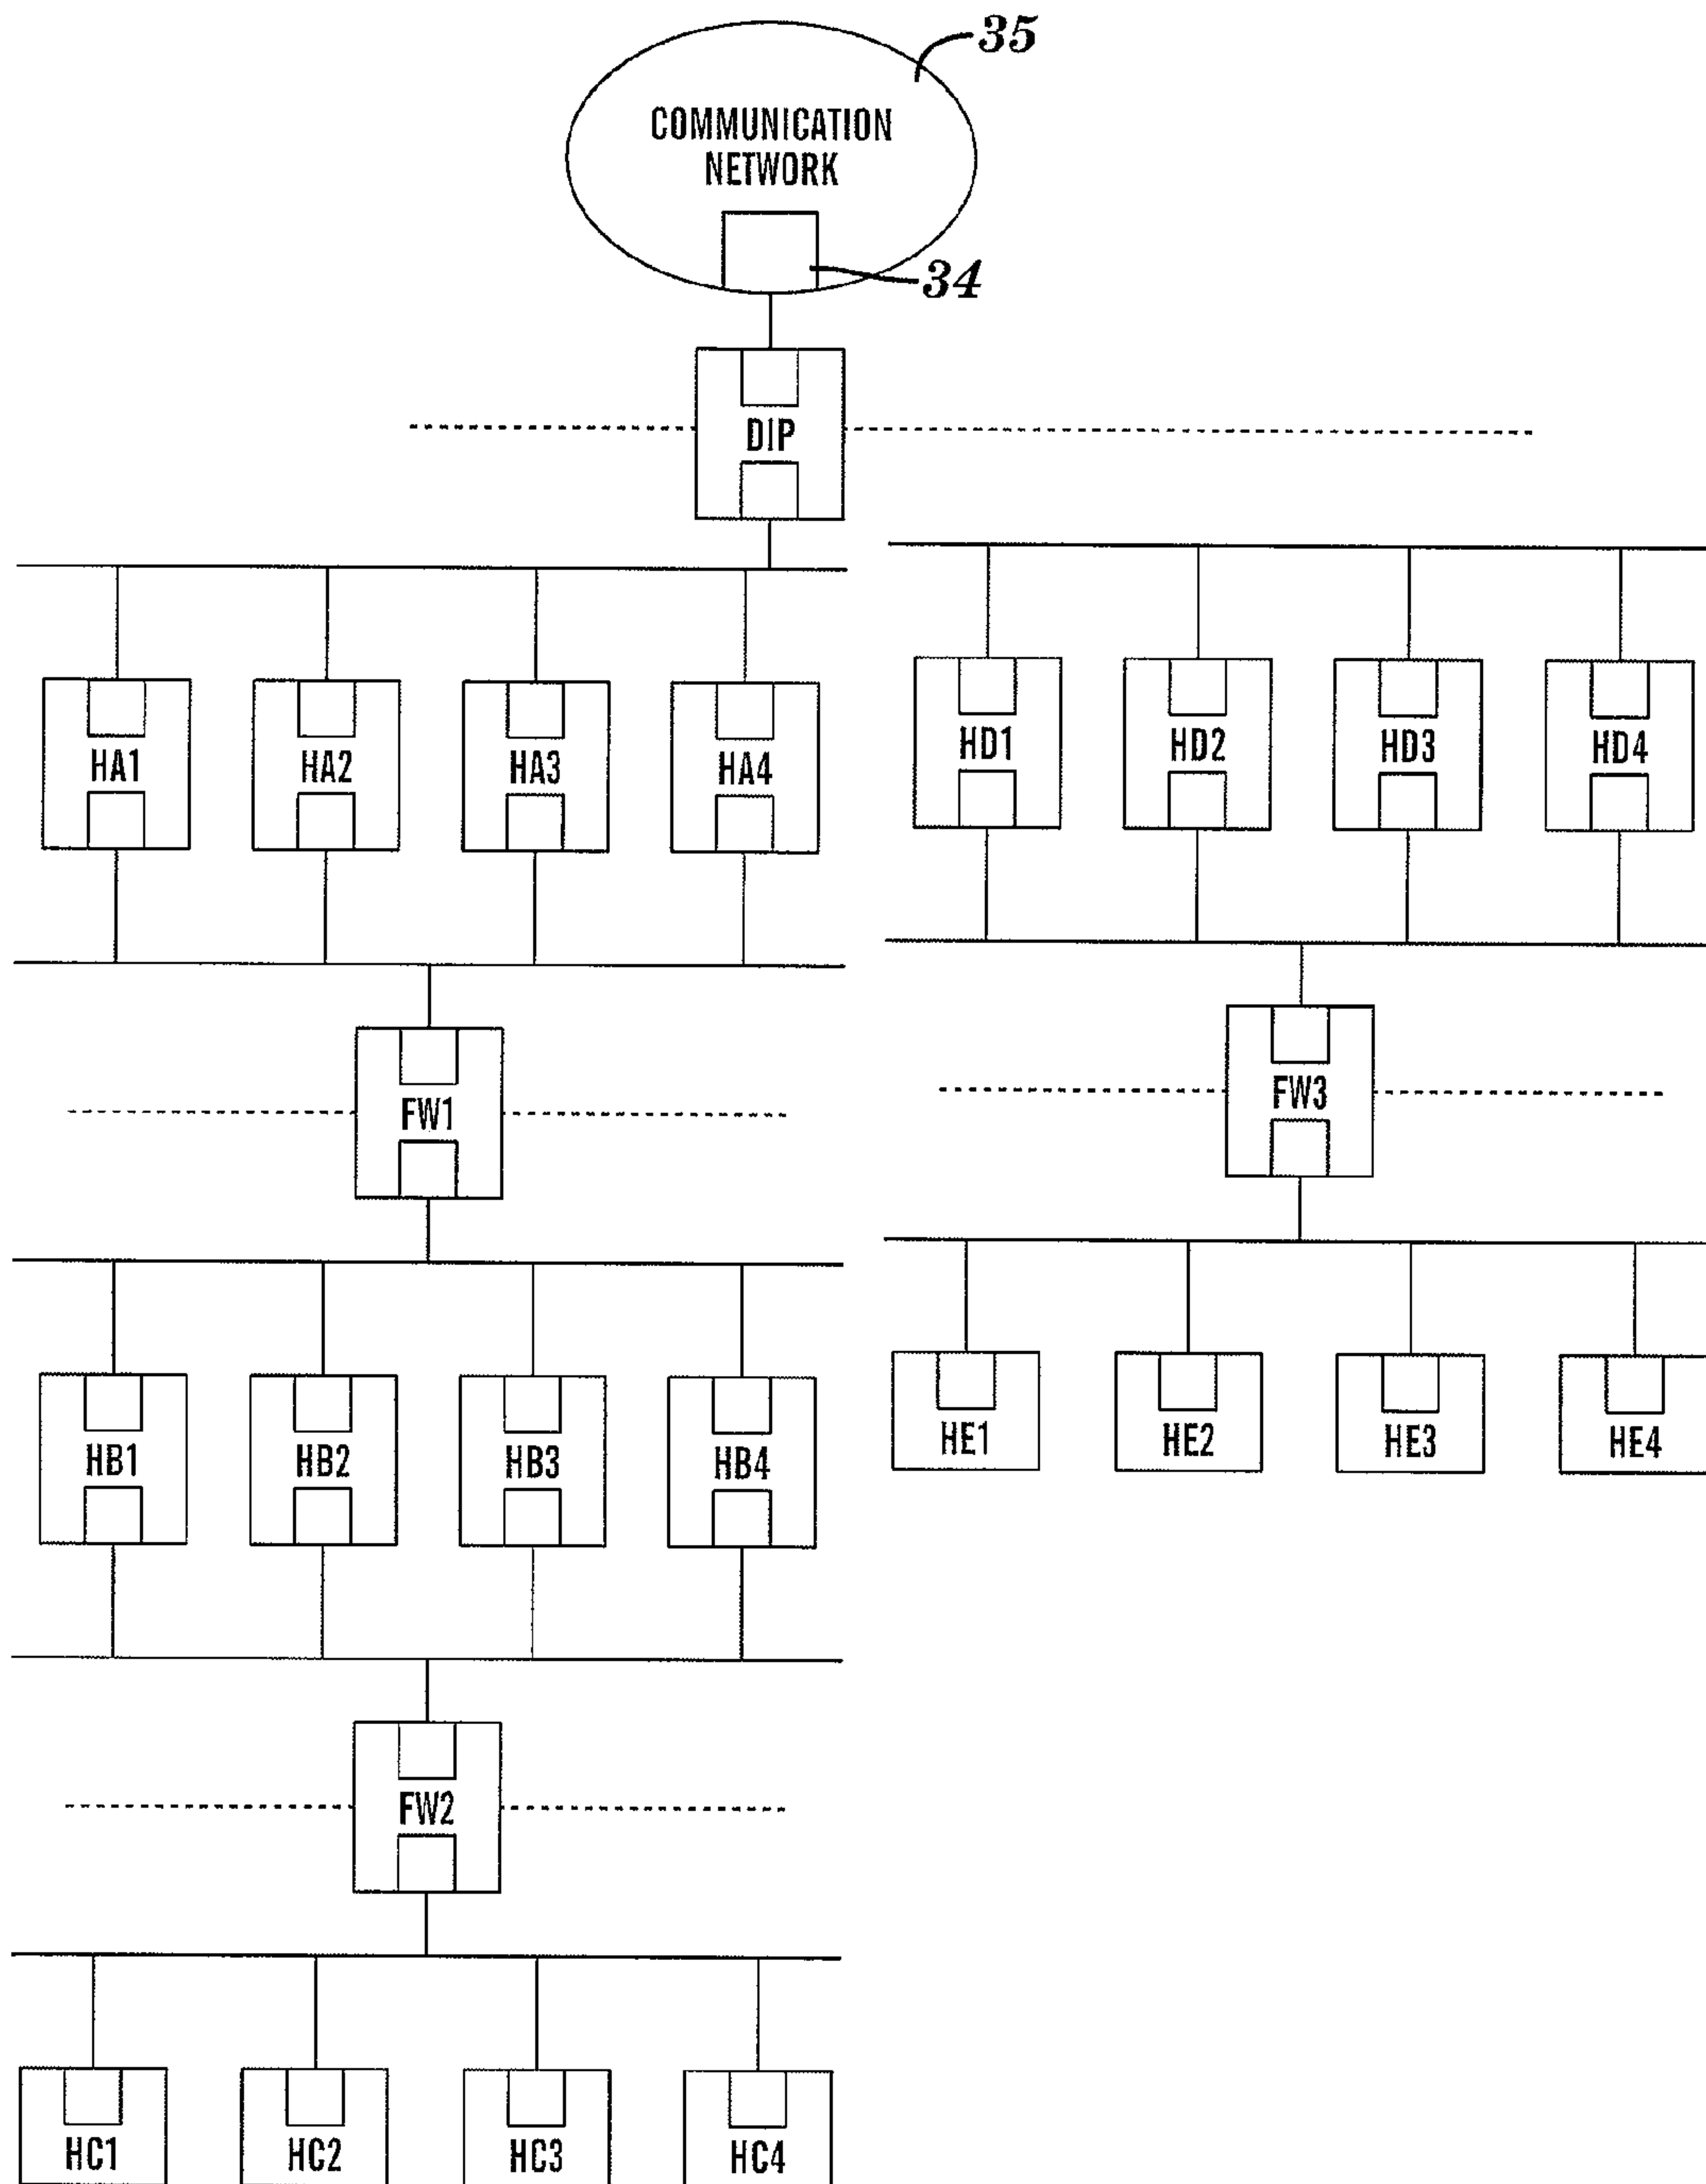 35
COMMUNICATION
NETWORK
34
DIP
HA1 HA2 HA3 HA4 HD1 HD2 HD3 HD4
FW1 FW3
HB1 HB2 HB3 HB4 HE1 HE2 HE3 HE4
FW2
HC1 HC2 HC3 HC4